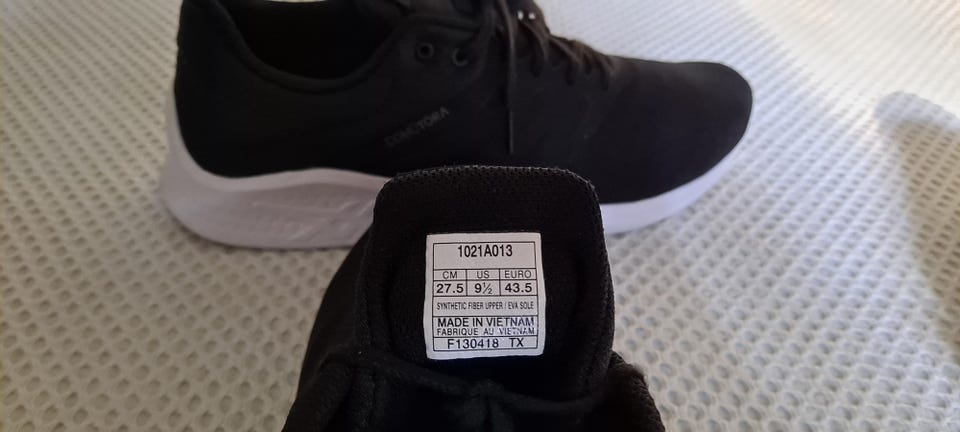 COMUTORA
1021A013
CM US EURO
27.5 9½ 43.5
SYNTHETIC FIBER UPPER / EVA SOLE
MADE IN VIETNAM
FABRIQUE AU VIETNAM
F130418 TX